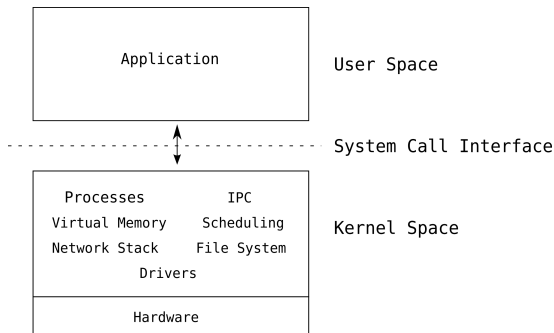 Application
User Space
System Call Interface
Processes IPC
Virtual Memory Scheduling
Kernel Space
Network Stack File System
Drivers
Hardware